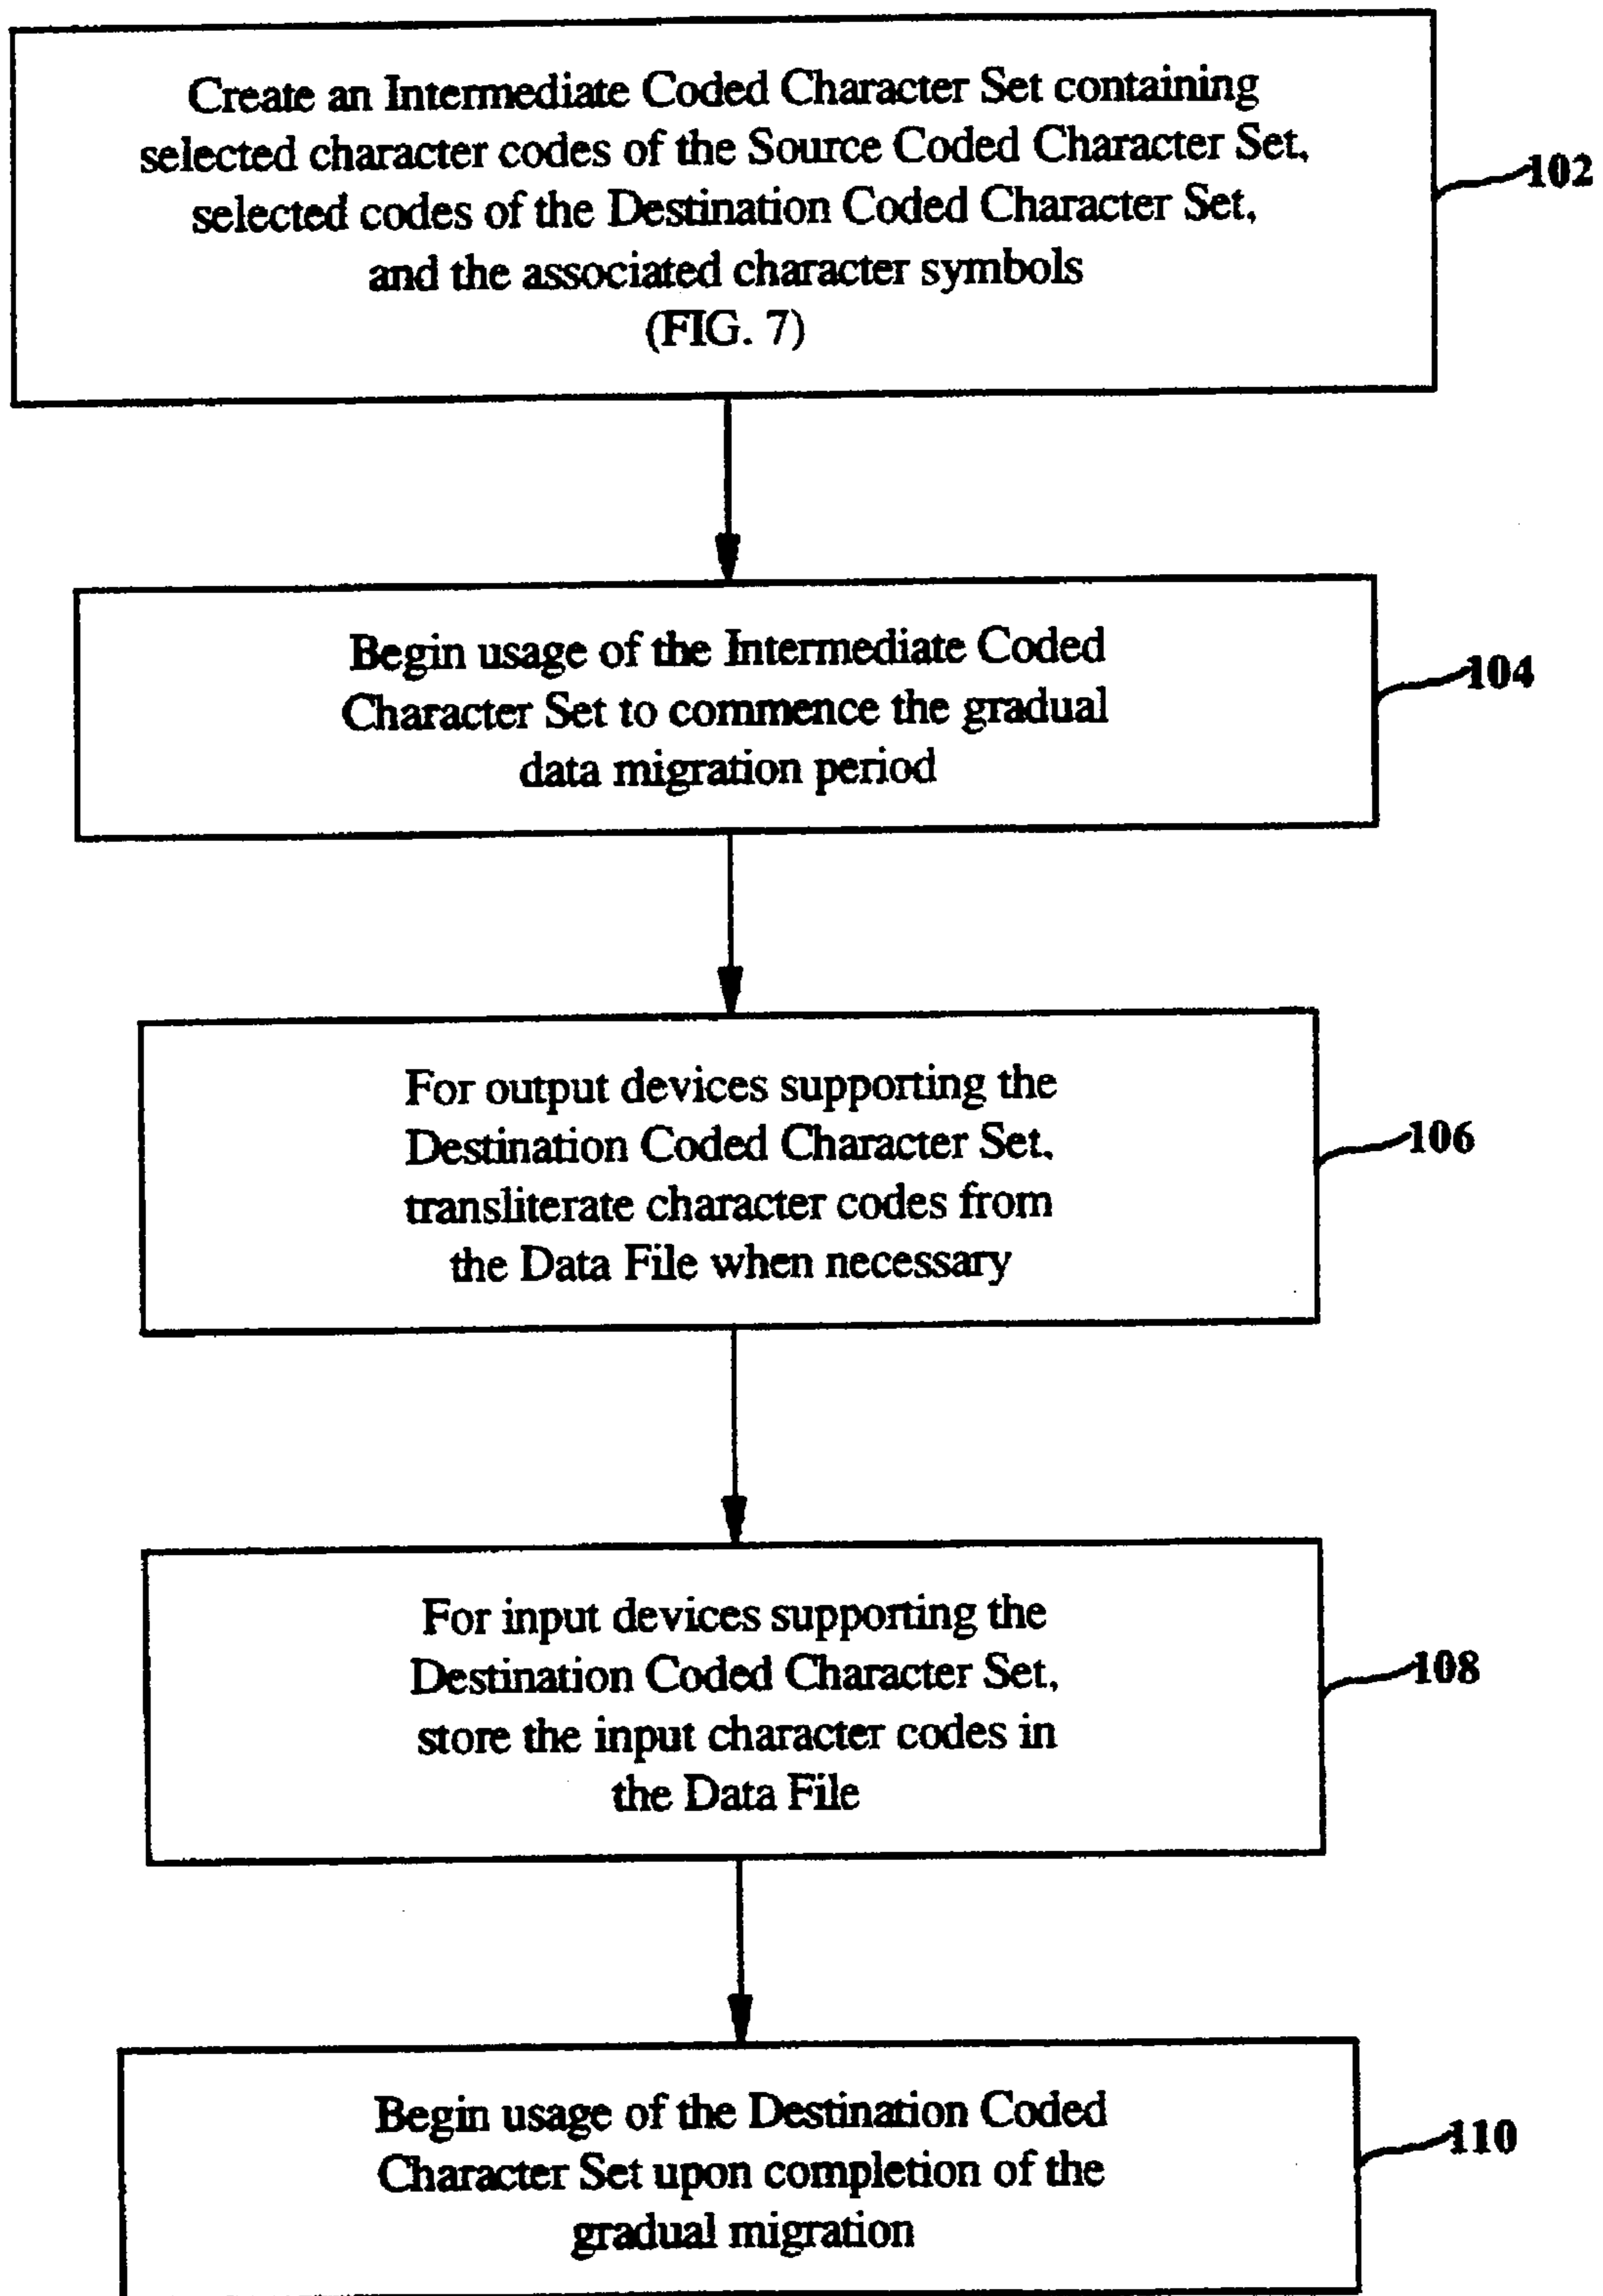 Create an Intermediate Coded Character Set containing
selected character codes of the Source Coded Character Set,
selected codes of the Destination Coded Character Set,
and the associated character symbols
(FIG. 7)
102
Begin usage of the Intermediate Coded
Character Set to commence the gradual
data migration period
104
For output devices supporting the
Destination Coded Character Set,
transliterate character codes from
the Data File when necessary
106
For input devices supporting the
Destination Coded Character Set,
store the input character codes in
the Data File
108
Begin usage of the Destination Coded
Character Set upon completion of the
gradual migration
110